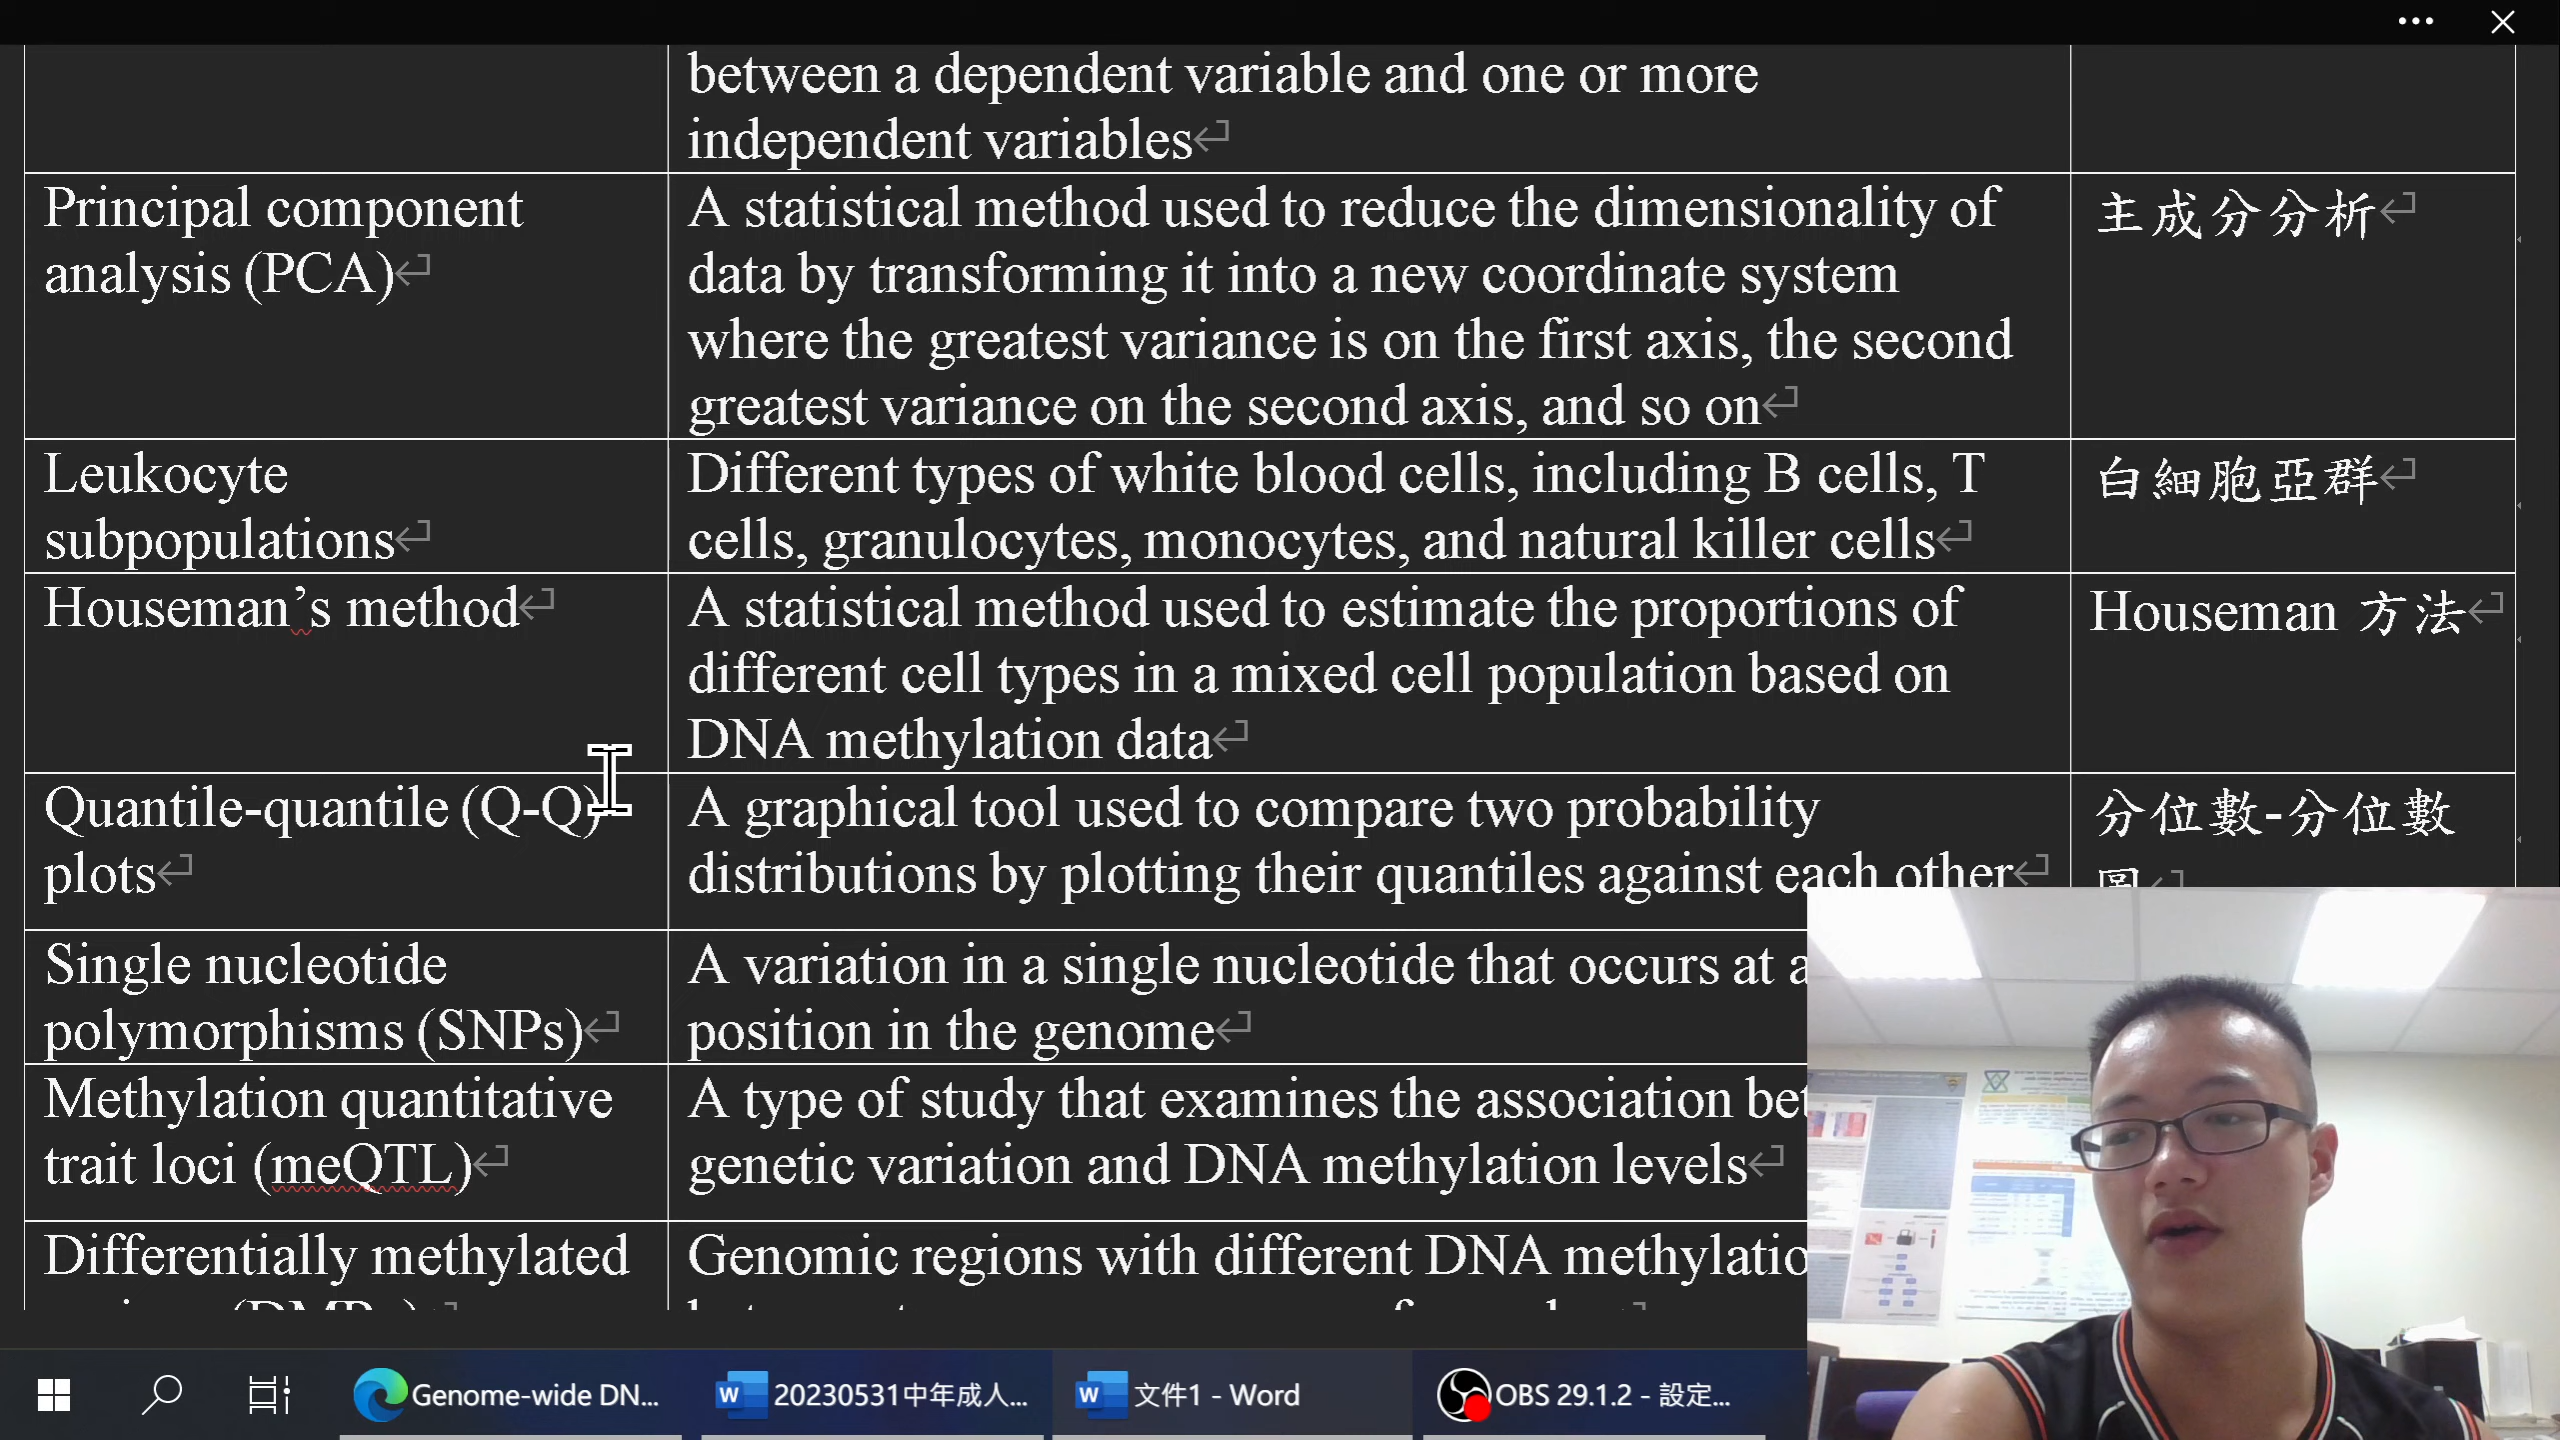 between a dependent variable and one or more
independent variables
Principal component
analysis (PCA)
A statistical method used to reduce the dimensionality of
data by transforming it into a new coordinate system
where the greatest variance is on the first axis, the second
greatest variance on the second axis, and so on
主成分分析
Leukocyte
subpopulations
Different types of white blood cells, including B cells, T
cells, granulocytes, monocytes, and natural killer cells
白細胞亞群
Houseman’s method
A statistical method used to estimate the proportions of
different cell types in a mixed cell population based on
DNA methylation data
Houseman 方法
Quantile-quantile (Q-Q)
plots
A graphical tool used to compare two probability
distributions by plotting their quantiles against each other
分位數-分位數
圖
Single nucleotide
polymorphisms (SNPs)
A variation in a single nucleotide that occurs at a
position in the genome
Methylation quantitative
trait loci (meQTL)
A type of study that examines the association bet
genetic variation and DNA methylation levels
Differentially methylated
(DMRs)
Genomic regions with different DNA methylatio
Genome-wide DN...
20230531中年成人...
文件1 - Word
OBS 29.1.2 - 設定...